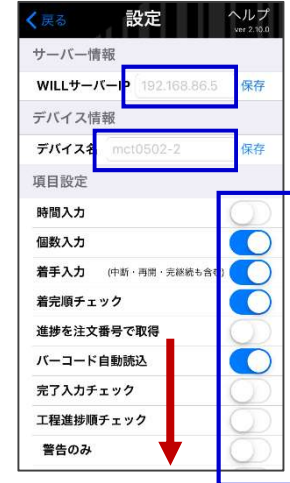 戻る 設定 ヘルプ
ver 2.10.0
サーバー情報
WILLサーバーIP 192.168.86.5 保存
デバイス情報
デバイス名 mct0502-2 保存
項目設定
時間入力
個数入力
着手入力 (中断・再開・完継続も含む)
着完順チェック
進捗を注文番号で取得
バーコード自動読込
完了入力チェック
工程進捗順チェック
警告のみ